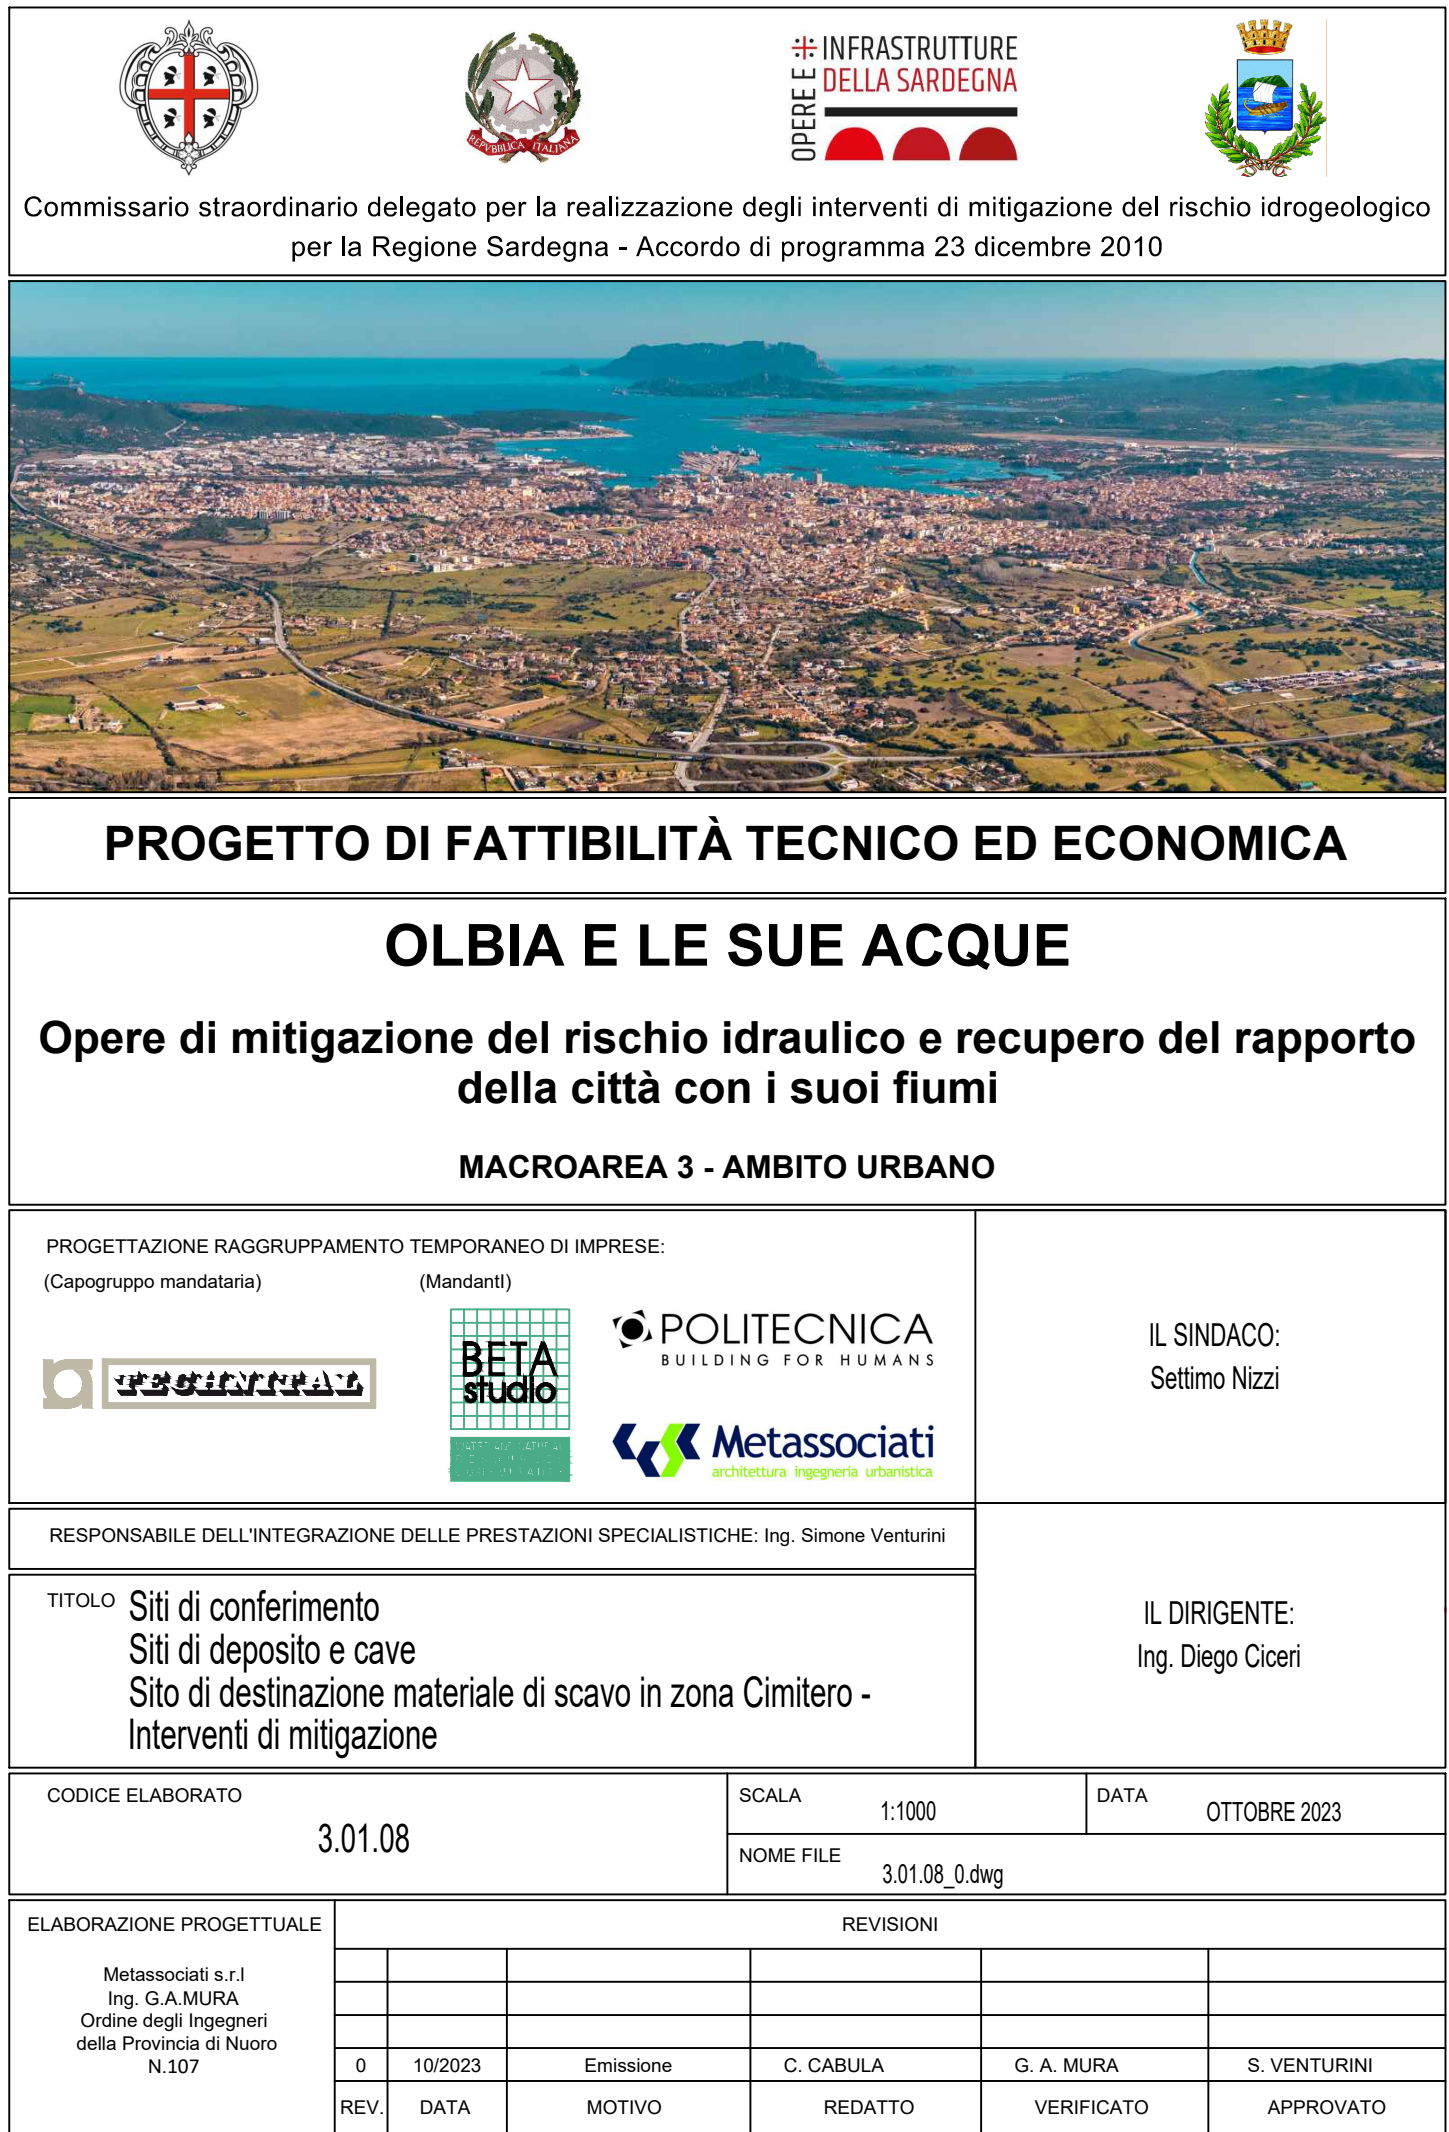 REPVBBLICA ITALIANA
OPERE E INFRASTRUTTURE
DELLA SARDEGNA
Commissario straordinario delegato per la realizzazione degli interventi di mitigazione del rischio idrogeologico
per la Regione Sardegna - Accordo di programma 23 dicembre 2010
PROGETTO DI FATTIBILITÀ TECNICO ED ECONOMICA
OLBIA E LE SUE ACQUE
Opere di mitigazione del rischio idraulico e recupero del rapporto
della città con i suoi fiumi
MACROAREA 3 - AMBITO URBANO
PROGETTAZIONE RAGGRUPPAMENTO TEMPORANEO DI IMPRESE:
(Capogruppo mandataria)
(MandantI)
TECHNITAL
BETA
studio
POLITECNICA
BUILDING FOR HUMANS
Metassociati
architettura ingegneria urbanistica
IL SINDACO:
Settimo Nizzi
RESPONSABILE DELL'INTEGRAZIONE DELLE PRESTAZIONI SPECIALISTICHE: Ing. Simone Venturini
TITOLO Siti di conferimento
Siti di deposito e cave
Sito di destinazione materiale di scavo in zona Cimitero -
Interventi di mitigazione
IL DIRIGENTE:
Ing. Diego Ciceri
CODICE ELABORATO
3.01.08
SCALA 1:1000
DATA OTTOBRE 2023
NOME FILE 3.01.08_0.dwg
ELABORAZIONE PROGETTUALE
Metassociati s.r.l
Ing. G.A.MURA
Ordine degli Ingegneri
della Provincia di Nuoro
N.107
REVISIONI
0 10/2023 Emissione C. CABULA G. A. MURA S. VENTURINI
REV. DATA MOTIVO REDATTO VERIFICATO APPROVATO